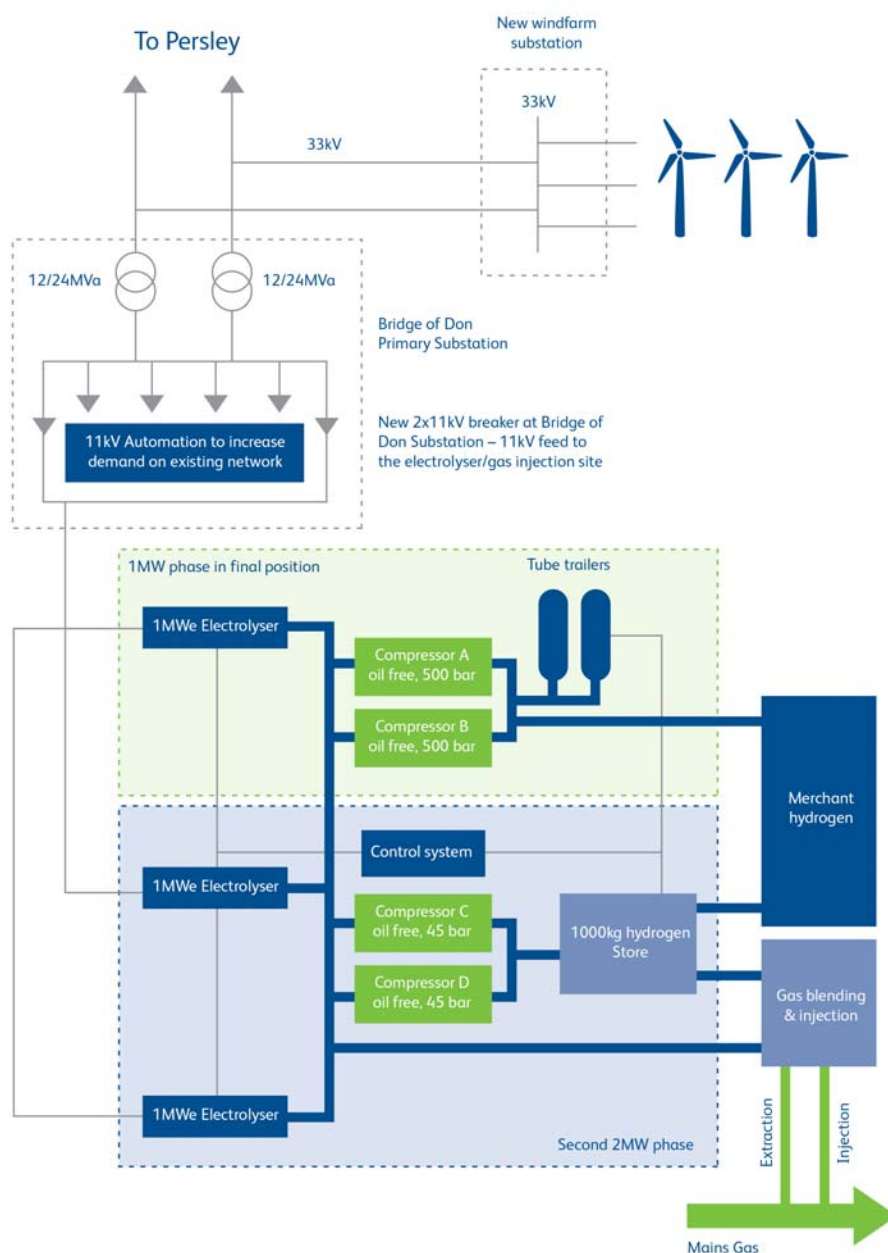 To Persley
New windfarm
substation
33kV
33kV
12/24MVa
12/24MVa
Bridge of Don
Primary Substation
New 2x11kV breaker at Bridge
of Don Substation – 11kV feed to
the electrolyser/gas injection site
11kV Automation to increase
demand on existing network
1MW phase in final position
Tube trailers
1MWe Electrolyser
Compressor A
oil free, 500 bar
Compressor B
oil free, 500 bar
Merchant
hydrogen
Control system
1MWe Electrolyser
Compressor C
oil free, 45 bar
1000kg hydrogen
Store
Compressor D
oil free, 45 bar
Gas blending
& injection
1MWe Electrolyser
Second 2MW phase
Extraction
Injection
Mains Gas